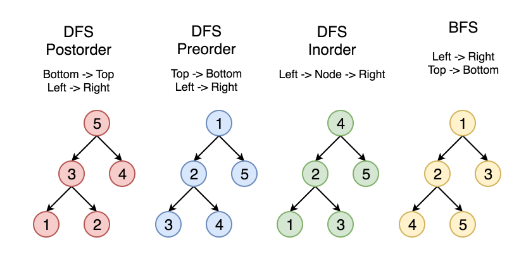 DFS
Postorder
Bottom -> Top
Left -> Right
5
3
4
1
2
DFS
Preorder
Top -> Bottom
Left -> Right
1
2
5
3
4
DFS
Inorder
Left -> Node -> Right
4
2
5
1
3
BFS
Left -> Right
Top -> Bottom
1
2
3
4
5